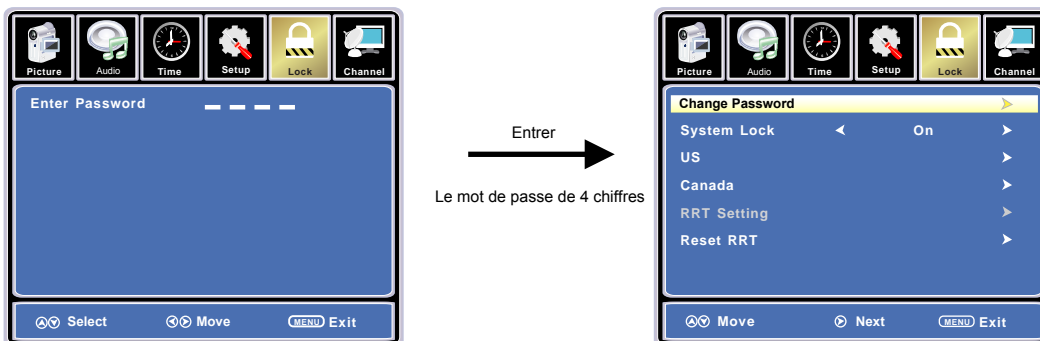 Picture Audio Time Setup Lock Channel
Enter Password
Select Move MENU Exit
Entrer
Le mot de passe de 4 chiffres
Picture Audio Time Setup Lock Channel
Change Password
System Lock On
US
Canada
RRT Setting
Reset RRT
Move Next MENU Exit